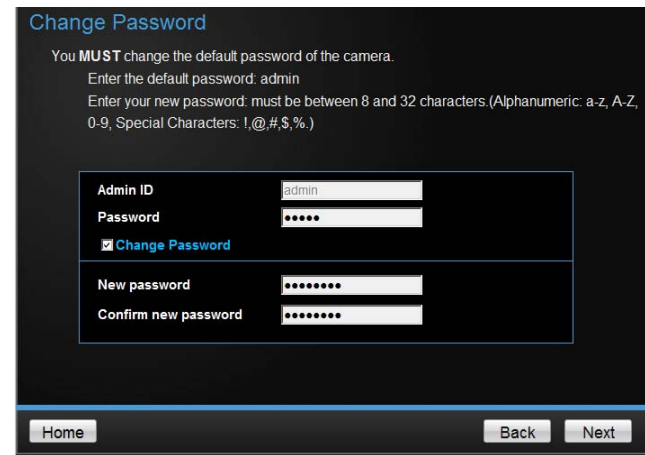 Change Password
You MUST change the default password of the camera.
Enter the default password: admin
Enter your new password: must be between 8 and 32 characters.(Alphanumeric: a-z, A-Z,
0-9, Special Characters: !,@,#,$,%.)
Admin ID admin
Password •••••
Change Password
New password ••••••••
Confirm new password ••••••••
Home Back Next